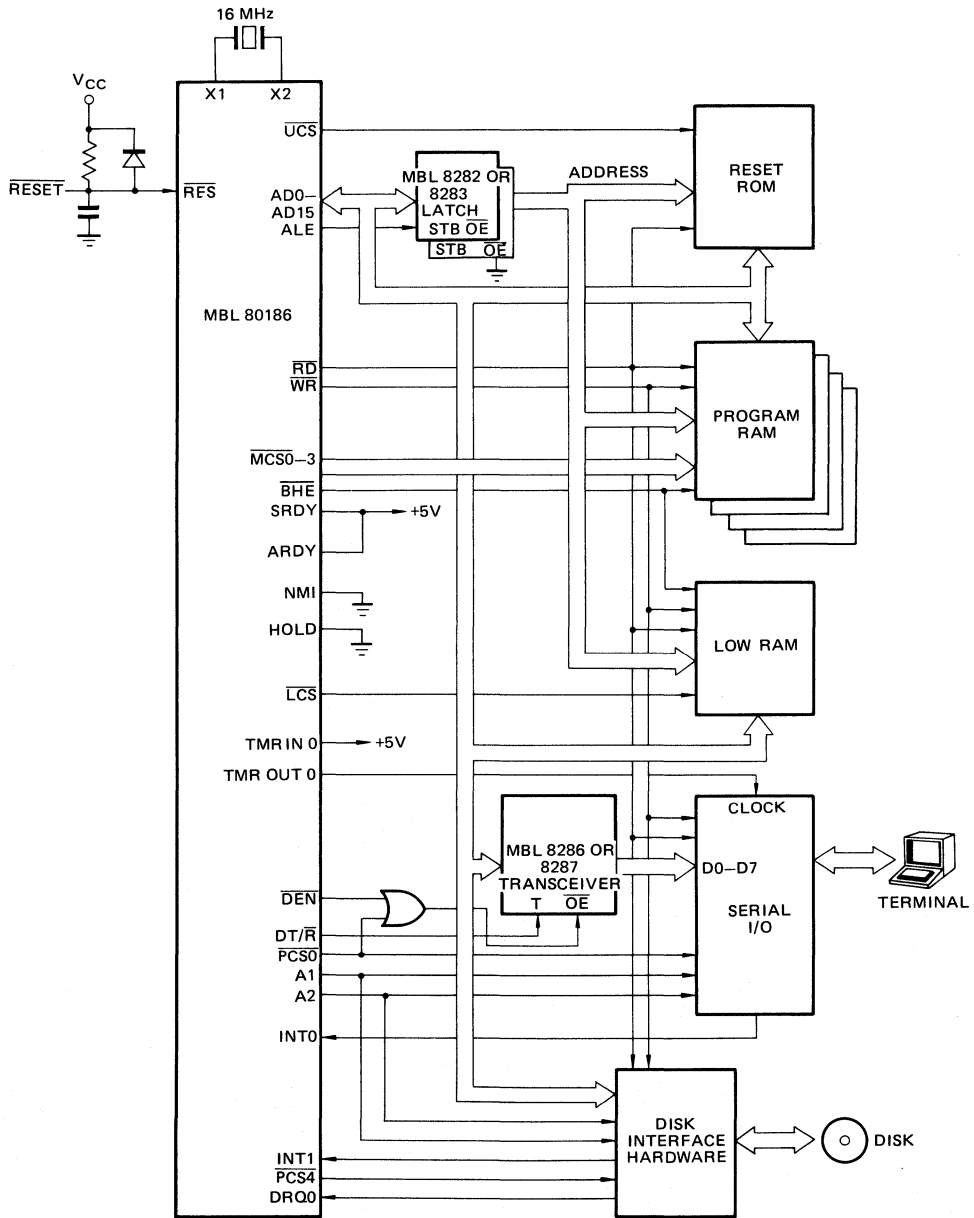 16 MHz
VCC
X1 X2
RESET
RES
UCS
AD0–
AD15
ALE
MBL 80186
RD
WR
MCS0–3
BHE
SRDY
+5V
ARDY
NMI
HOLD
LCS
TMR IN 0
+5V
TMR OUT 0
DEN
DT/R
PCS0
A1
A2
INT0
INT1
PCS4
DRQ0
MBL 8282 OR
8283
LATCH
STB OE
STB OE
ADDRESS
RESET
ROM
PROGRAM
RAM
LOW RAM
MBL 8286 OR
8287
TRANSCEIVER
T OE
CLOCK
D0–D7
SERIAL
I/O
TERMINAL
DISK
INTERFACE
HARDWARE
DISK